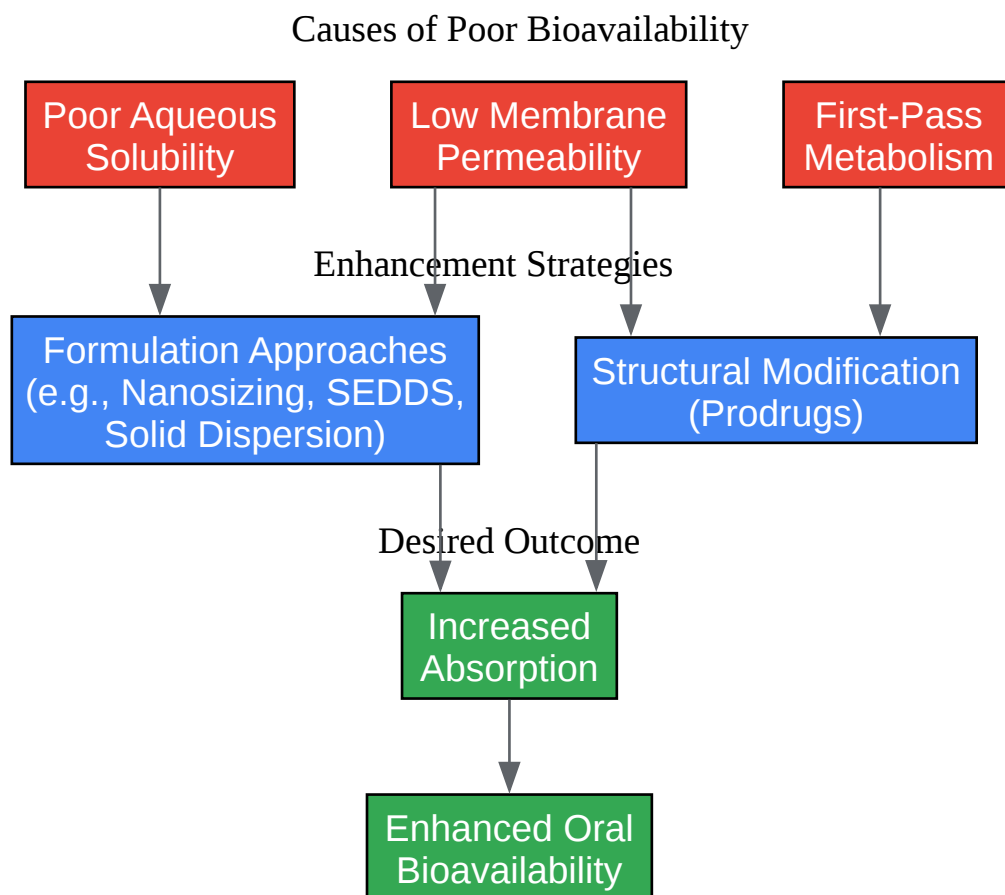 Causes of Poor Bioavailability
Poor Aqueous
Solubility
Low Membrane
Permeability
First-Pass
Metabolism
Enhancement Strategies
Formulation Approaches
(e.g., Nanosizing, SEDDS,
Solid Dispersion)
Structural Modification
(Prodrugs)
Desired Outcome
Increased
Absorption
Enhanced Oral
Bioavailability